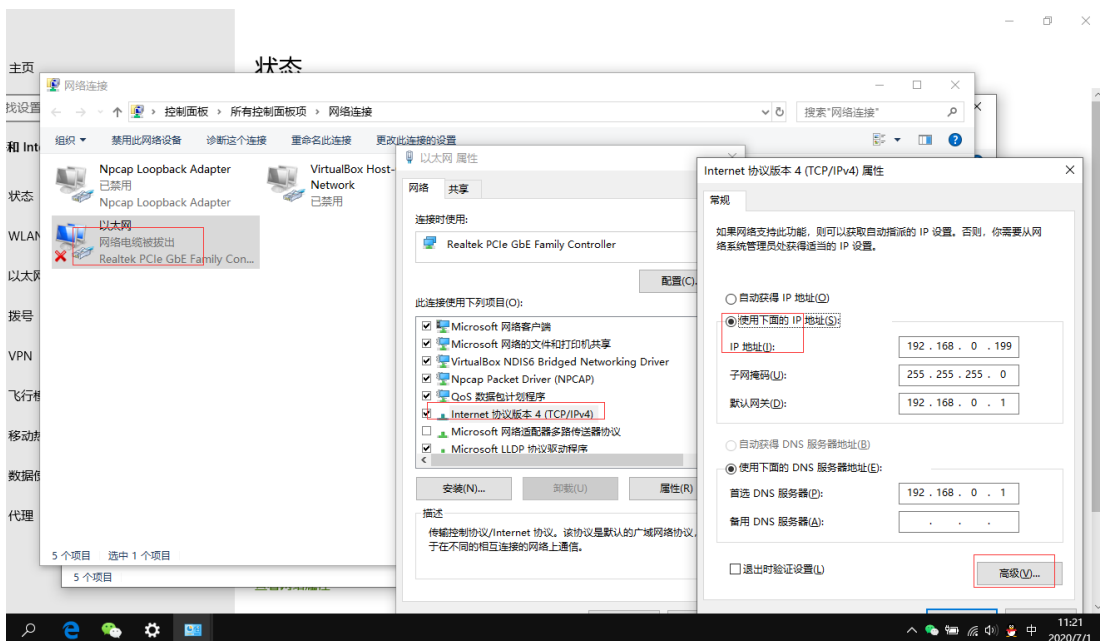 主页
状态
找设置
和 Int
状态
WLAN
以太网
拨号
VPN
飞行模
移动热
数据使
代理
网络连接
控制面板 › 所有控制面板项 › 网络连接
搜索"网络连接"
组织 禁用此网络设备 诊断这个连接 重命名此连接 更改此连接的设置
Npcap Loopback Adapter
已禁用
Npcap Loopback Adapter
VirtualBox Host-
Network
已禁用
以太网
网络电缆被拔出
Realtek PCIe GbE Family Con...
5 个项目 选中 1 个项目
5 个项目
查看网络属性
以太网 属性
网络 共享
连接时使用:
Realtek PCIe GbE Family Controller
配置(C)
此连接使用下列项目(O):
Microsoft 网络客户端
Microsoft 网络的文件和打印机共享
VirtualBox NDIS6 Bridged Networking Driver
Npcap Packet Driver (NPCAP)
QoS 数据包计划程序
Internet 协议版本 4 (TCP/IPv4)
Microsoft 网络适配器多路传送器协议
Microsoft LLDP 协议驱动程序
安装(N)... 卸载(U) 属性(R)
描述
传输控制协议/Internet 协议。该协议是默认的广域网络协议,
于在不同的相互连接的网络上通信。
Internet 协议版本 4 (TCP/IPv4) 属性
常规
如果网络支持此功能，则可以获取自动指派的 IP 设置。否则，你需要从网
络系统管理员处获得适当的 IP 设置。
自动获得 IP 地址(O)
使用下面的 IP 地址(S):
IP 地址(I): 192 . 168 . 0 . 199
子网掩码(U): 255 . 255 . 255 . 0
默认网关(D): 192 . 168 . 0 . 1
自动获得 DNS 服务器地址(B)
使用下面的 DNS 服务器地址(E):
首选 DNS 服务器(P): 192 . 168 . 0 . 1
备用 DNS 服务器(A): . . .
退出时验证设置(L)
高级(V)...
中
11:21
2020/7/1